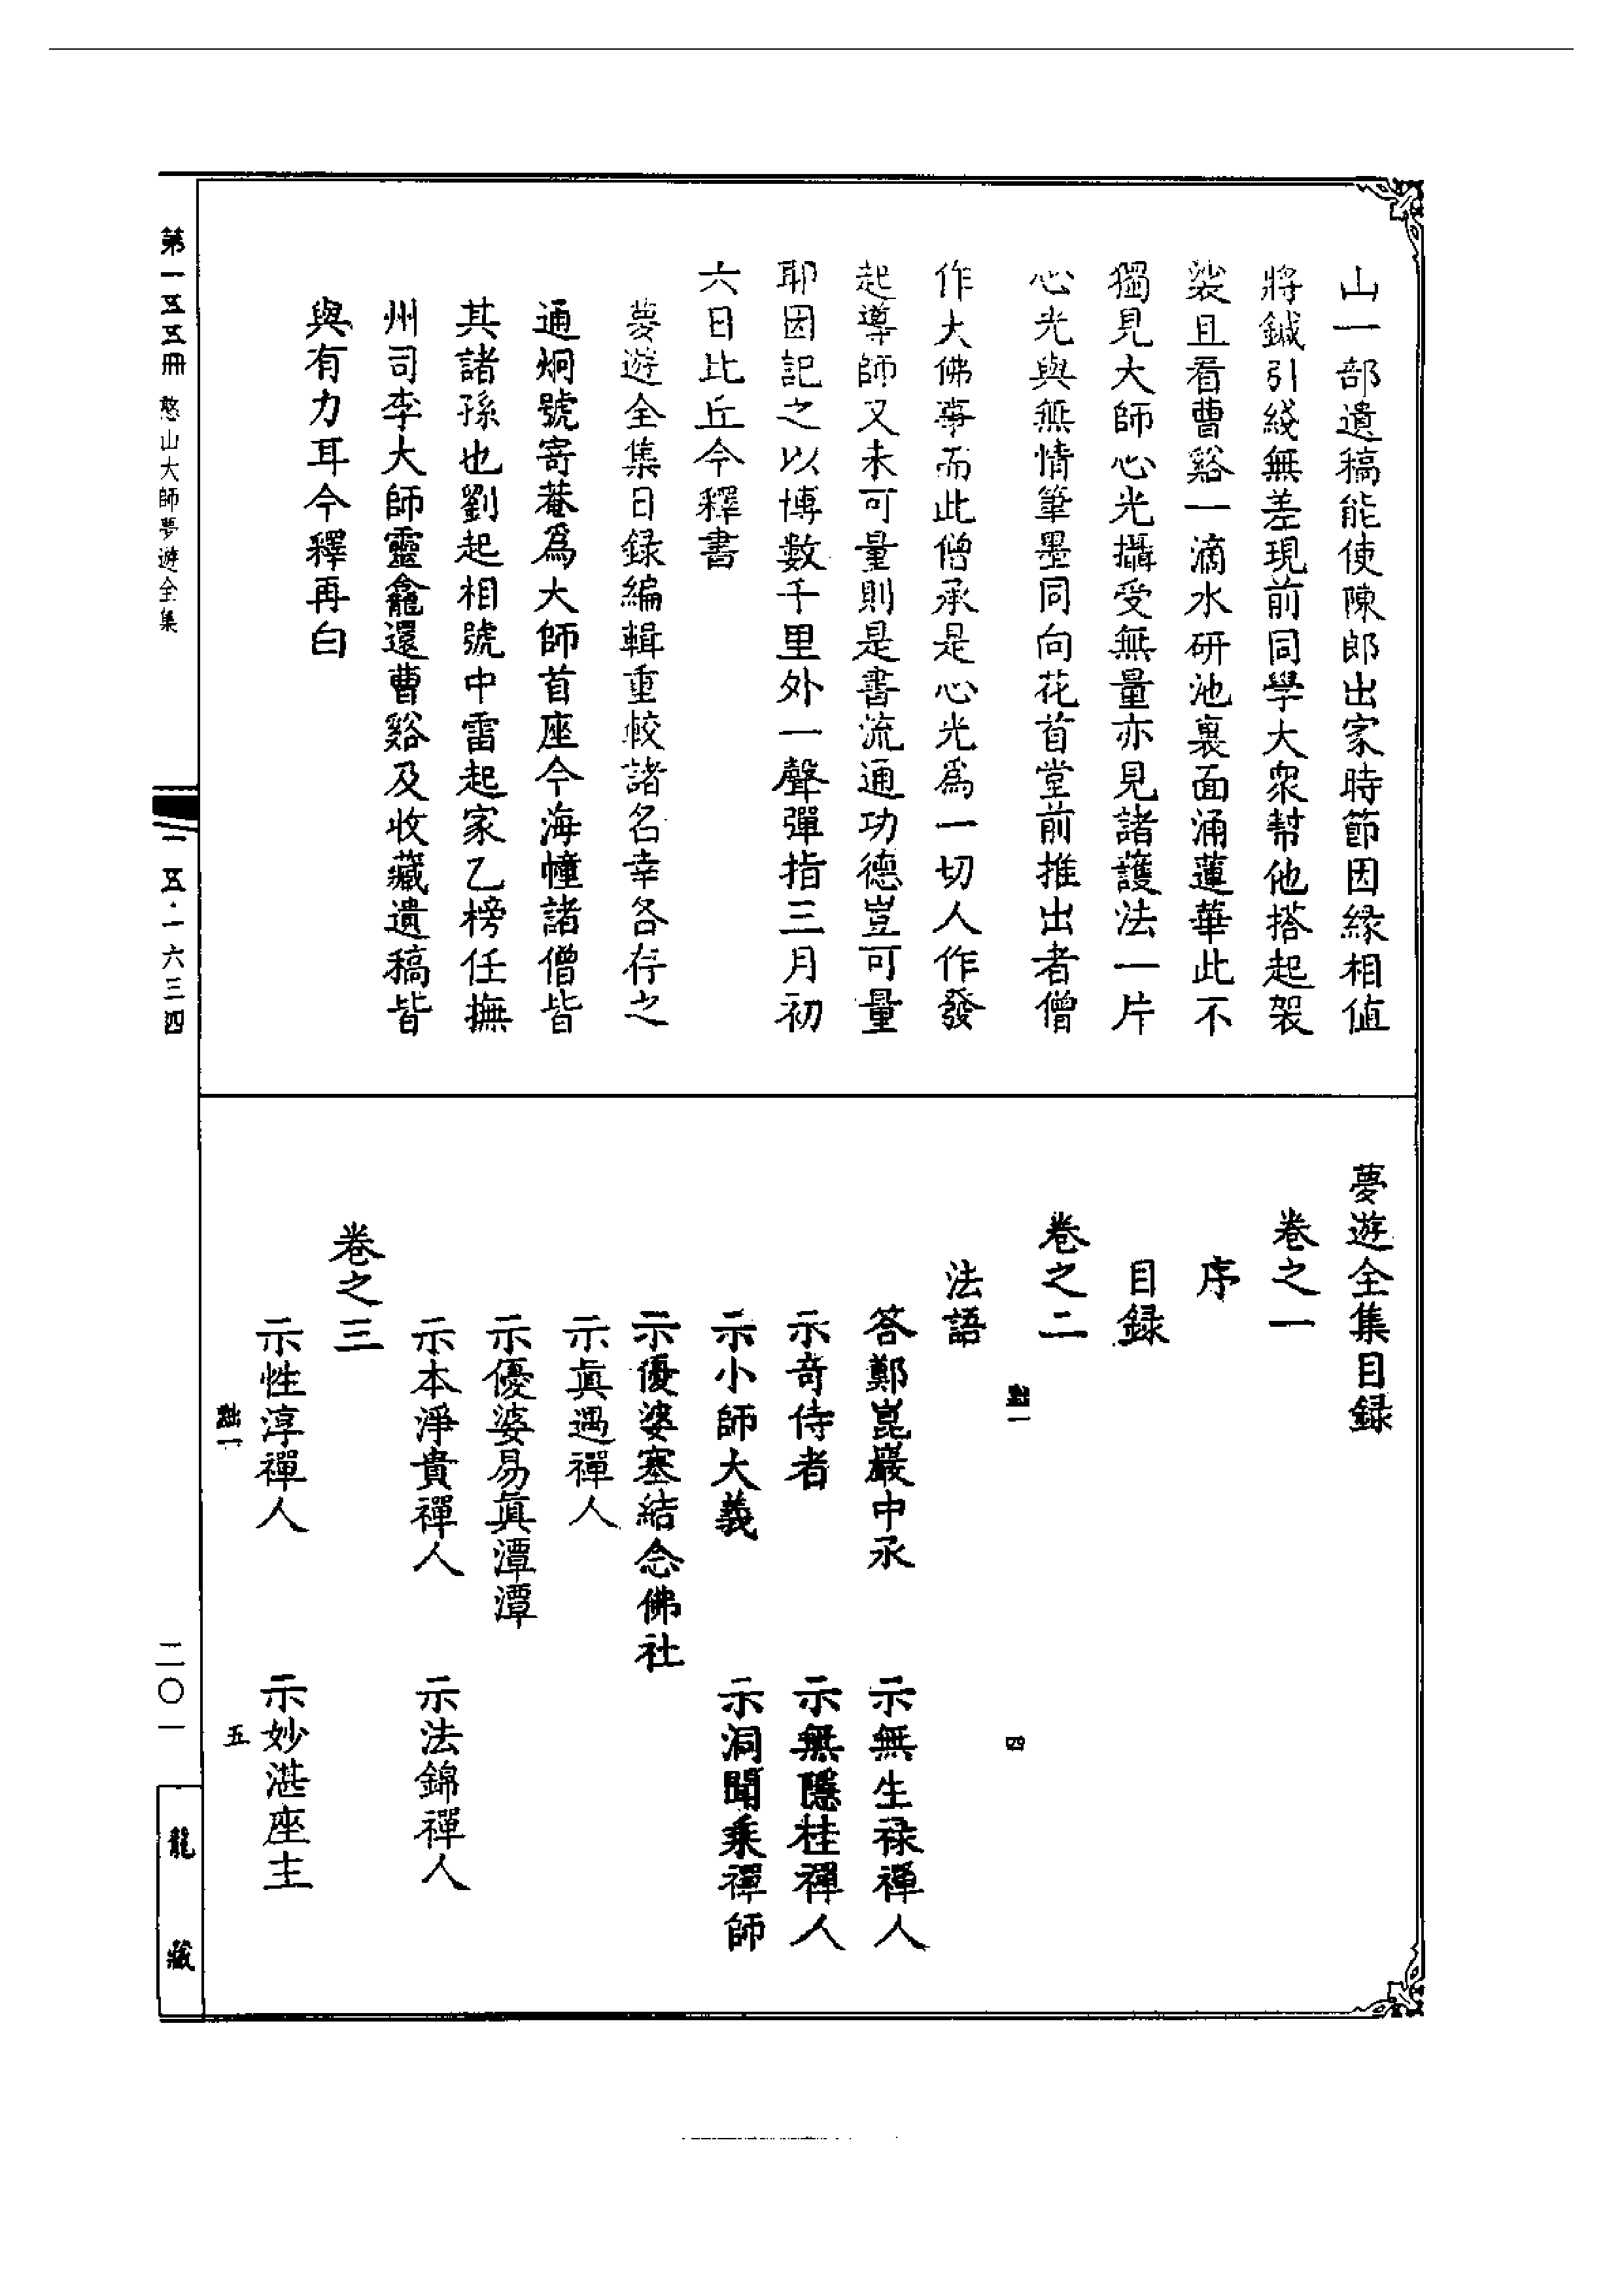 山一部遺稿能使陳郎出家時節因緣相值
將鍼引綫無差現前同學大衆幫他搭起袈
裟且看曹谿一滴水研池裏面涌蓮華此不
獨見大師心光攝受無量亦見諸護法一片
心光與無情筆墨同向花首堂前推出者僧
作大佛事而此僧承是心光爲一切人作發
起導師又未可量則是書流通功德豈可量
耶因記之以博數千里外一聲彈指三月初
六日比丘今釋書
夢遊全集目録編輯重較諸名幸各存之
通炯號寄菴爲大師首座今海幢諸僧皆
其諸孫也劉起相號中雷起家乙榜任撫
州司李大師靈龕還曹谿及收藏遺稿皆
與有力耳今釋再白
夢遊全集目録
卷之一
序
目録
卷之二
四
法語
答鄭崑巖中丞　示無生祿禪人
示奇侍者　示無隱桂禪人
示小師大義　示洞聞乘禪師
示優婆塞結念佛社
示眞遇禪人
示優婆易眞潭潭
示本淨貴禪人　示法錦禪人
卷之三
示性淳禪人　示妙湛座主
五
第一五五冊　憨山大師夢遊全集
一五五·一六三四
二〇一
龍藏